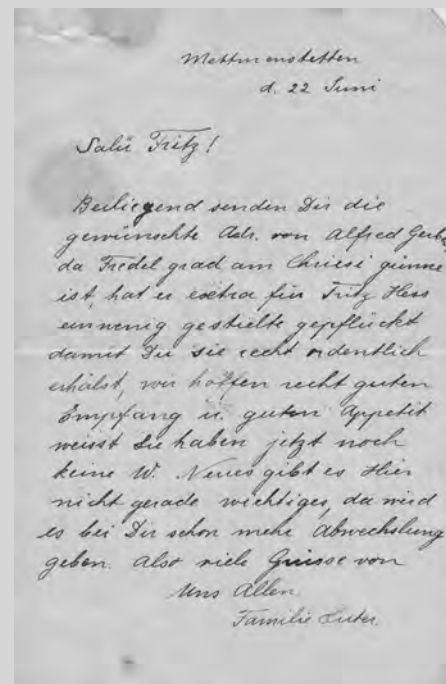 Mettmenstetten
d. 22 Juni
Salü Fritz!
Beiliegend senden Dir die
gewünschte Adr. von Alfred
da Fredel grad am Chriesi günne
ist, hat er extra für Fritz Hess
einwenig gestielte gepflückt
damit Du sie recht ordentlich
erhälst, wir hoffen recht guten
Empfang u. guten Appetit
weisst Sie haben jetzt noch
keine W. Neues gibt es Hier
nicht gerade wichtiges, da wird
es bei Dir schon mehr Abwechslung
geben. Also viele Grüsse von
Uns Allen.
Familie